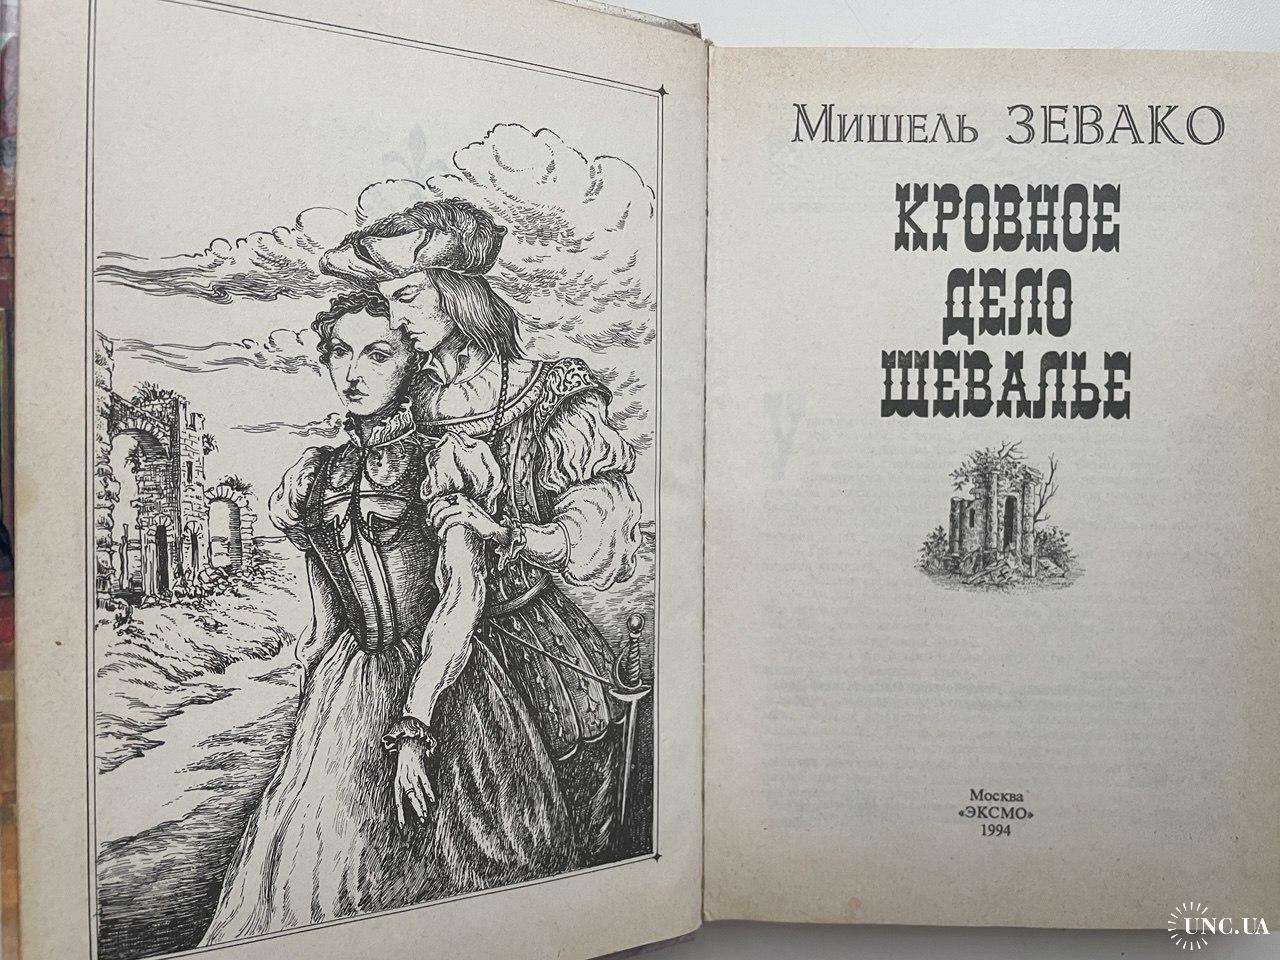 Мишель ЗЕВАКО
КРОВНОЕ
ДЕЛО
ШЕВАЛЬЕ
Москва
«ЭКСМО»
1994
UNC.UA